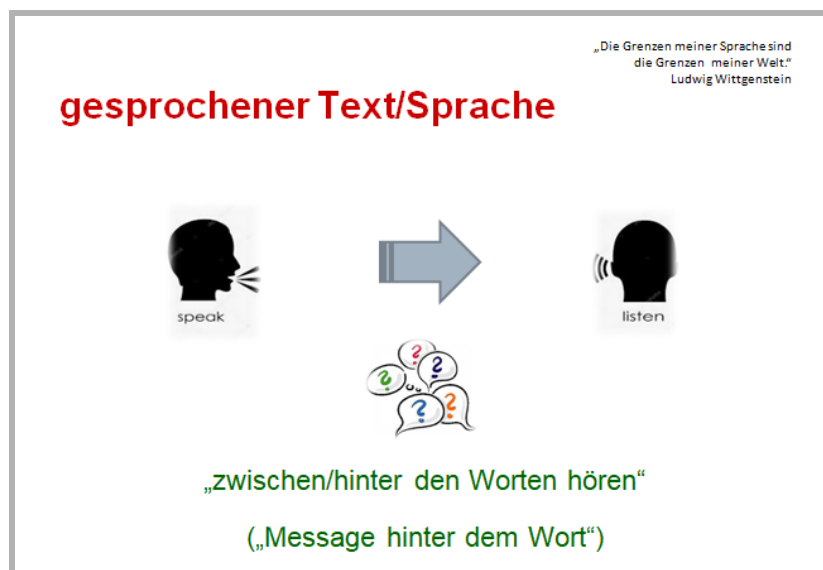 „Die Grenzen meiner Sprache sind
die Grenzen meiner Welt.“
Ludwig Wittgenstein
gesprochener Text/Sprache
speak
listen
? ? ? ? ?
„zwischen/hinter den Worten hören“
(„Message hinter dem Wort“)